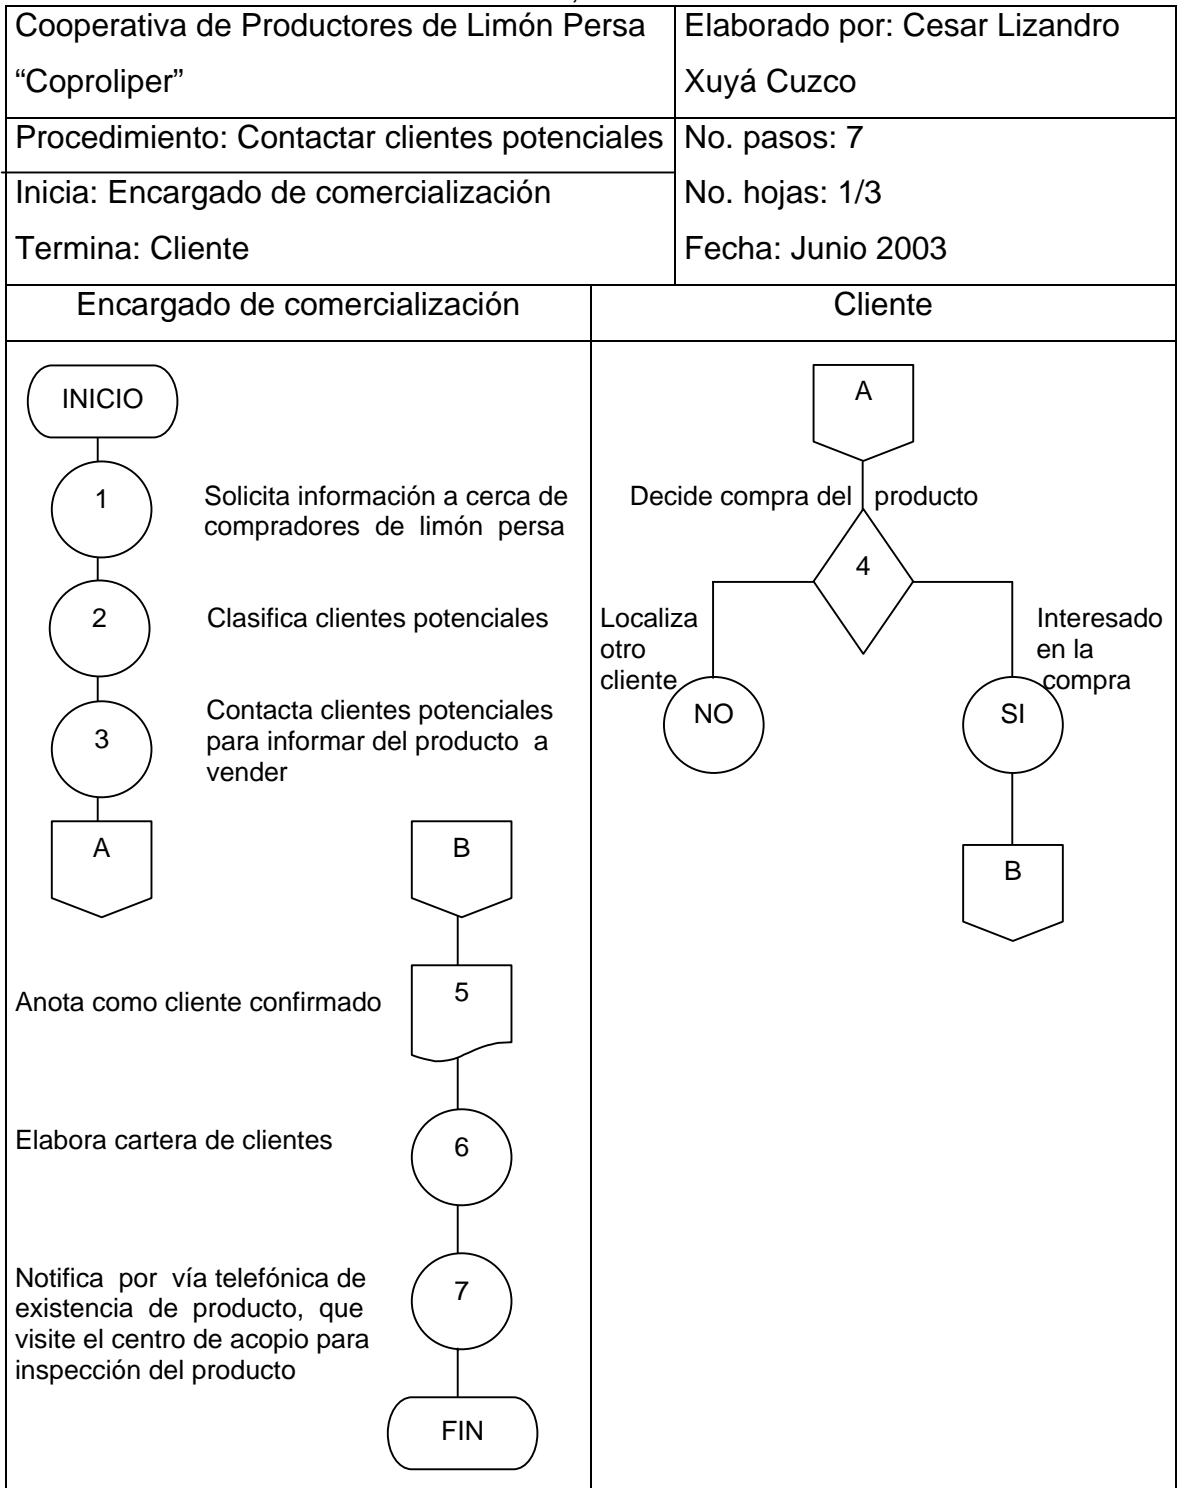 Cooperativa de Productores de Limón Persa
“Coproliper”
Elaborado por: Cesar Lizandro
Xuyá Cuzco
Procedimiento: Contactar clientes potenciales
Inicia: Encargado de comercialización
Termina: Cliente
No. pasos: 7
No. hojas: 1/3
Fecha: Junio 2003
Encargado de comercialización
Cliente
INICIO
1
Solicita información a cerca de
compradores de limón persa
2
Clasifica clientes potenciales
3
Contacta clientes potenciales
para informar del producto a
vender
A
B
Anota como cliente confirmado
5
Elabora cartera de clientes
6
Notifica por vía telefónica de
existencia de producto, que
visite el centro de acopio para
inspección del producto
7
FIN
A
Decide compra del producto
4
Localiza
otro
cliente
NO
Interesado
en la
compra
SI
B